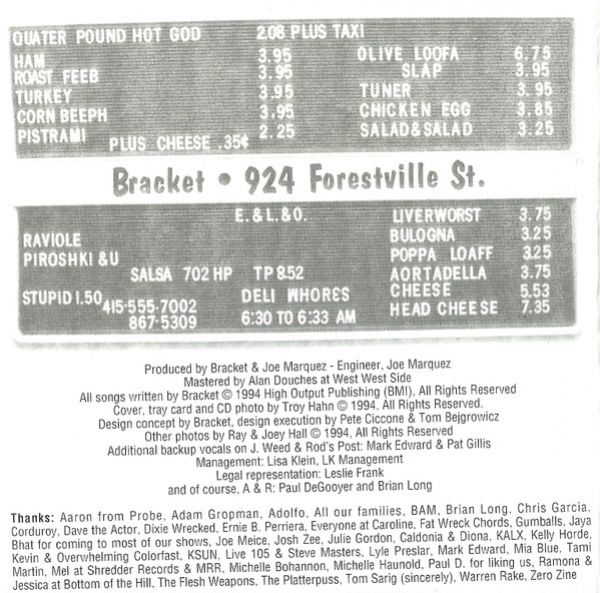 QUATER POUND HOT GOD 2.08 PLUS TAXI
HAM 3.95
ROAST FEEB 3.95
TURKEY 3.95
CORN BEEPH 3.95
PISTRAMI 2.25
PLUS CHEESE .35¢
OLIVE LOOFA 6.75
SLAP 3.95
TUNER 3.95
CHICKEN EGG 3.85
SALAD&SALAD 3.25
Bracket • 924 Forestville St.
E.&L.&O.
RAVIOLE
PIROSHKI &U
SALSA 702 HP TP 8.52
STUPID 1.50
415-555-7002
867-5309
DELI WHORES
6:30 TO 6:33 AM
LIVERWORST 3.75
BULOGNA 3.25
POPPA LOAFF 3.25
AORTADELLA 3.75
CHEESE 5.53
HEAD CHEESE 7.35
Produced by Bracket & Joe Marquez - Engineer, Joe Marquez
Mastered by Alan Douches at West West Side
All songs written by Bracket © 1994 High Output Publishing (BMI), All Rights Reserved
Cover, tray card and CD photo by Troy Hahn © 1994, All Rights Reserved.
Design concept by Bracket, design execution by Pete Ciccone & Tom Bejgrowicz
Other photos by Ray & Joey Hall © 1994, All Rights Reserved
Additional backup vocals on J. Weed & Rod's Post: Mark Edward & Pat Gillis
Management: Lisa Klein, LK Management
Legal representation: Leslie Frank
and of course, A & R: Paul DeGooyer and Brian Long
Thanks: Aaron from Probe, Adam Gropman, Adolfo. All our families, BAM, Brian Long, Chris Garcia,
Corduroy, Dave the Actor, Dixie Wrecked, Ernie B. Perriera, Everyone at Caroline, Fat Wreck Chords, Gumballs, Jaya
Bhat for coming to most of our shows, Joe Meice, Josh Zee, Julie Gordon, Caldonia & Diona, KALX, Kelly Horde,
Kevin & Overwhelming Colorfast, KSUN, Live 105 & Steve Masters, Lyle Preslar, Mark Edward, Mia Blue, Tami
Martin, Mel at Shredder Records & MRR, Michelle Bohannon, Michelle Haunold, Paul D. for liking us, Ramona &
Jessica at Bottom of the Hill, The Flesh Weapons, The Platterpuss, Tom Sarig (sincerely), Warren Rake, Zero Zine